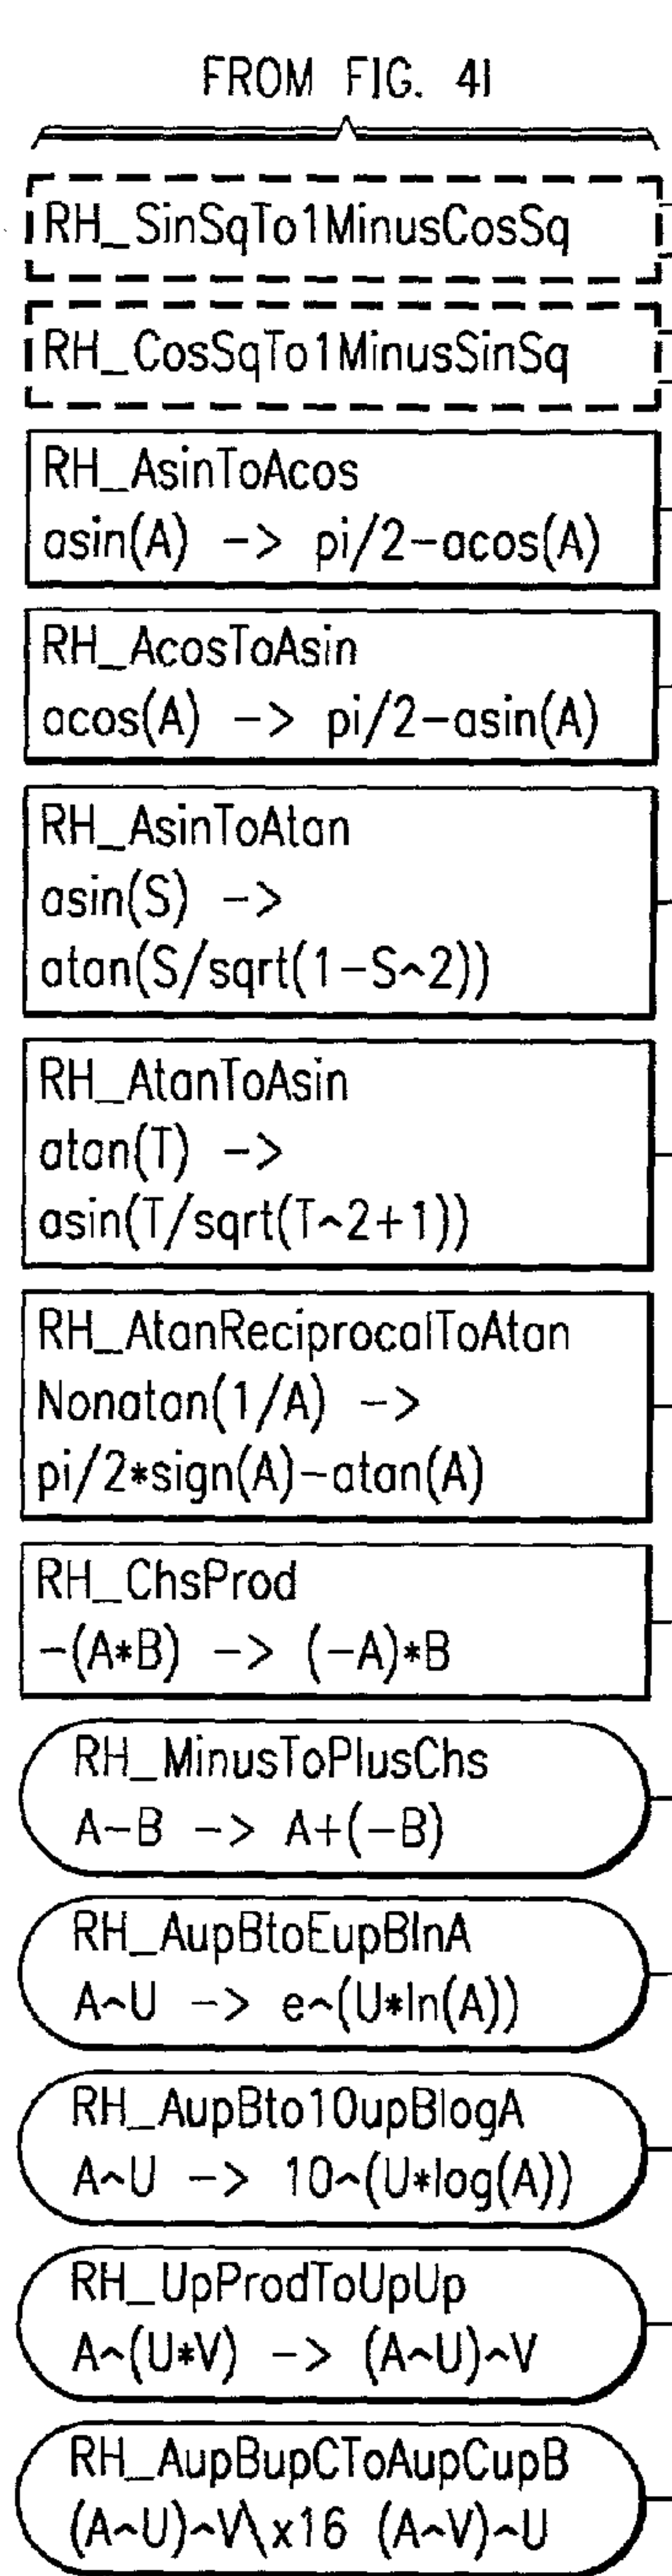 FROM FIG. 4I
RH_SinSqTo1MinusCosSq
RH_CosSqTo1MinusSinSq
RH_AsinToAcos
asin(A) -> pi/2-acos(A)
RH_AcosToAsin
acos(A) -> pi/2-asin(A)
RH_AsinToAtan
asin(S) ->
atan(S/sqrt(1-S^2))
RH_AtanToAsin
atan(T) ->
asin(T/sqrt(T^2+1))
RH_AtanReciprocalToAtan
Nonatan(1/A) ->
pi/2*sign(A)-atan(A)
RH_ChsProd
-(A*B) -> (-A)*B
RH_MinusToPlusChs
A-B -> A+(-B)
RH_AupBtoEupBlnA
A^U -> e^(U*ln(A))
RH_AupBto10upBlogA
A^U -> 10^(U*log(A))
RH_UpProdToUpUp
A^(U*V) -> (A^U)^V
RH_AupBupCToAupCupB
(A^U)^V\x16 (A^V)^U